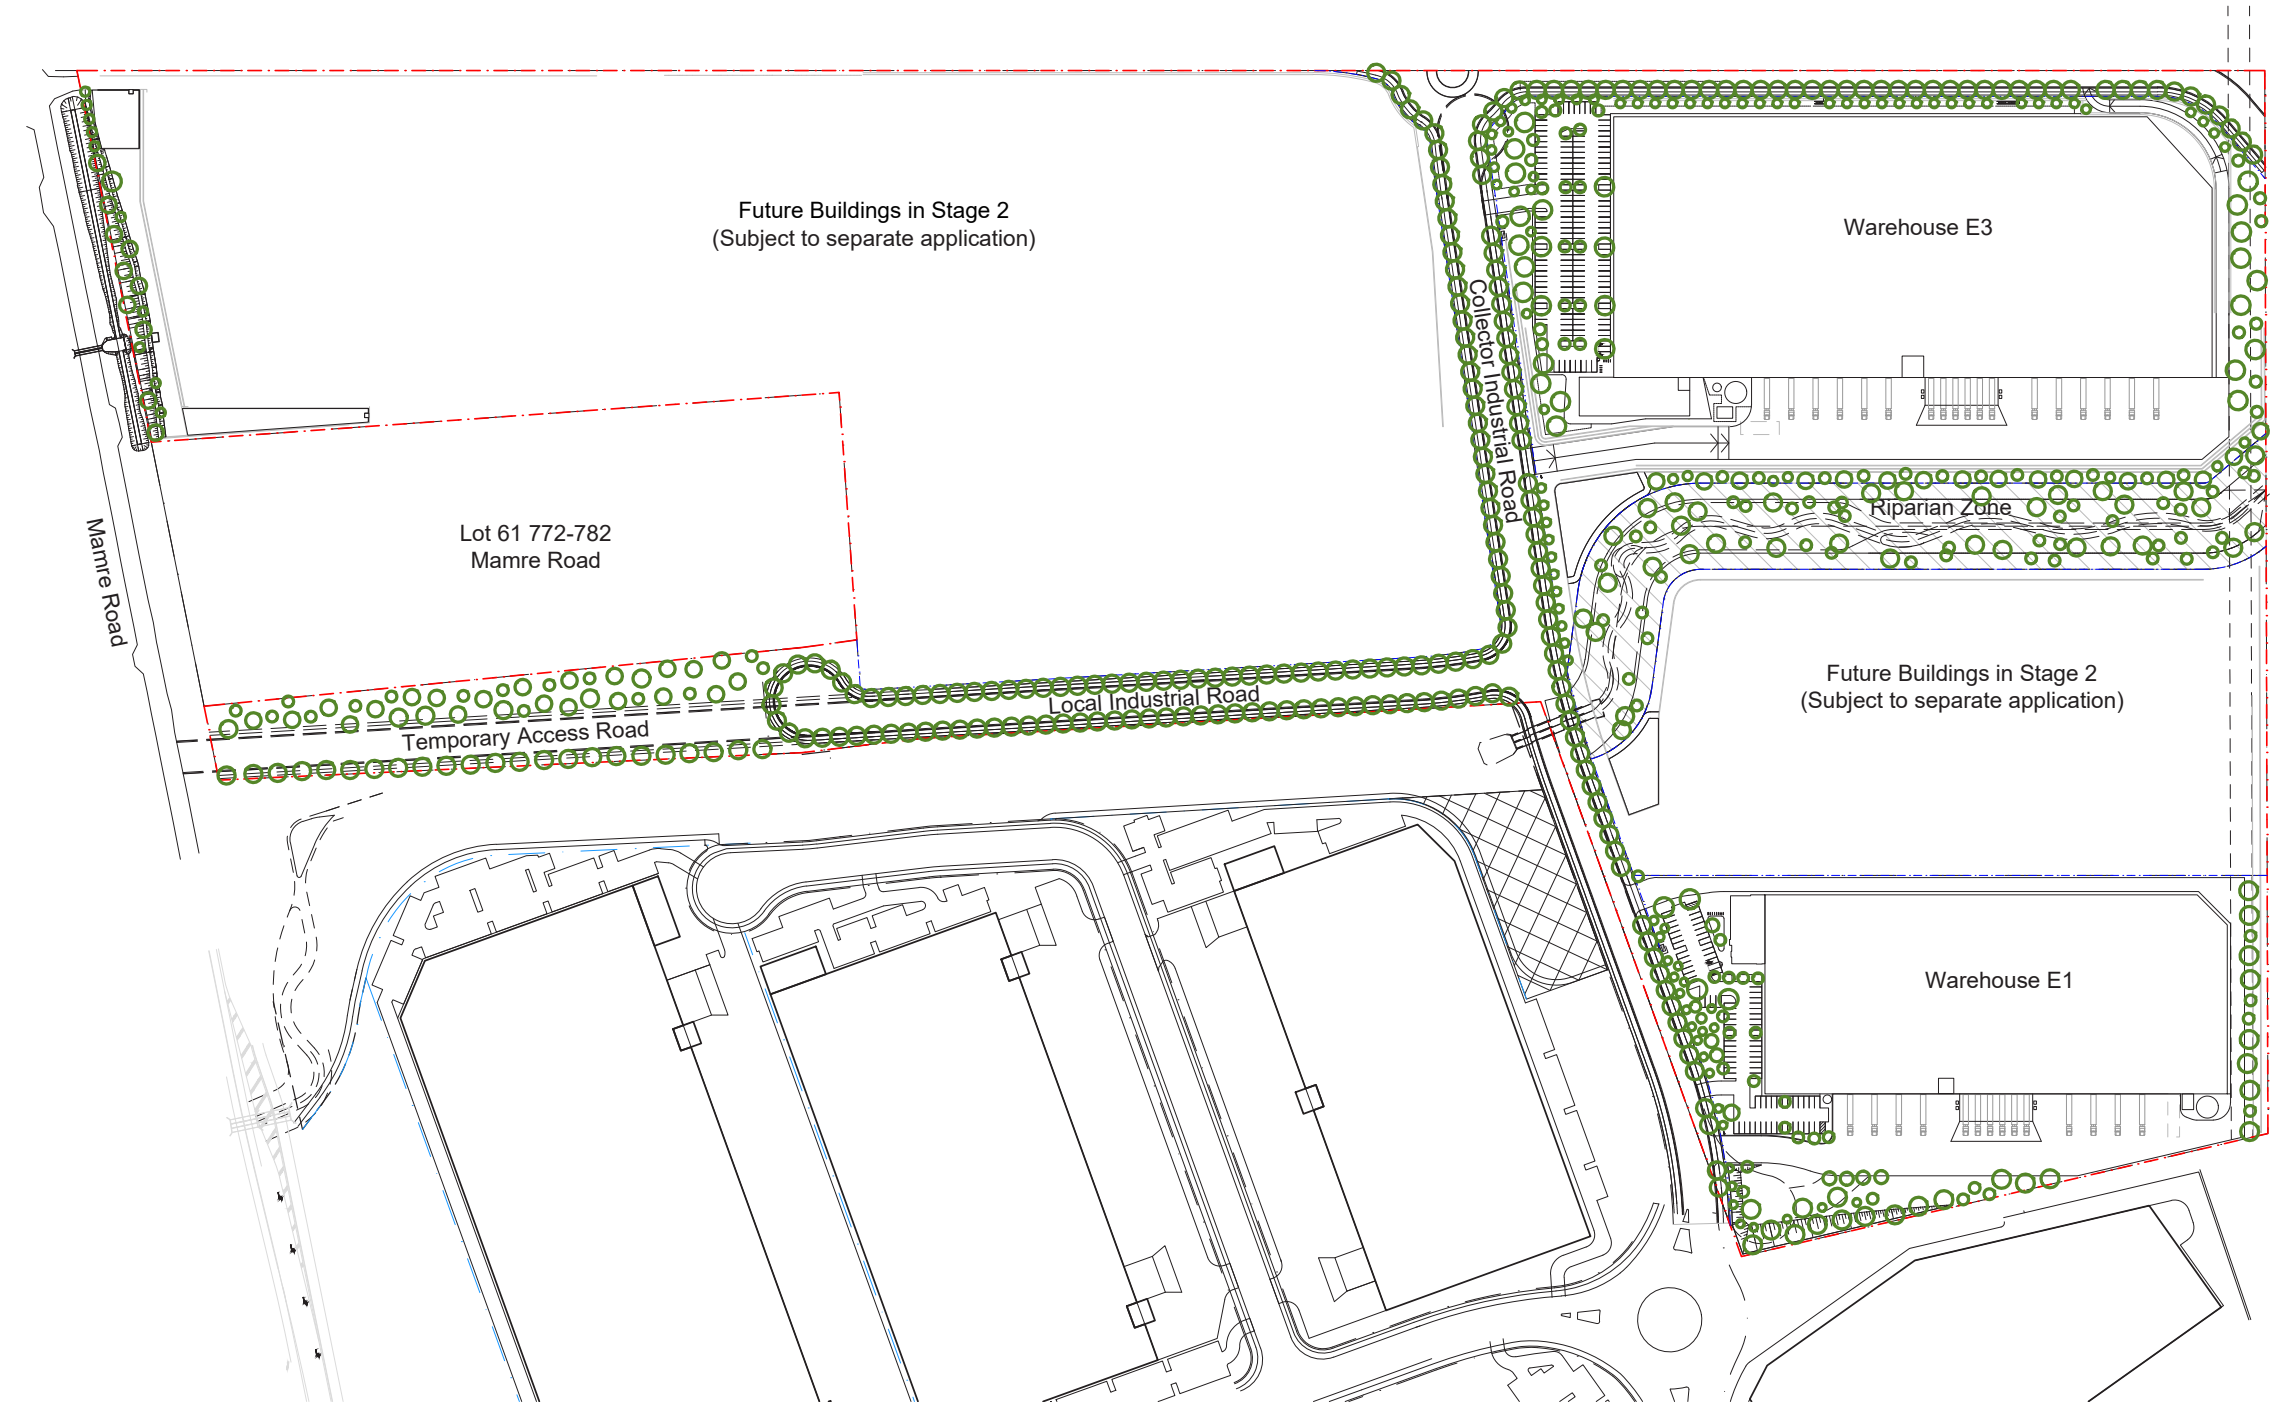 Future Buildings in Stage 2
(Subject to separate application)
Warehouse E3
Collector Industrial Road
Riparian Zone
Lot 61 772-782
Mamre Road
Mamre Road
Future Buildings in Stage 2
(Subject to separate application)
Local Industrial Road
Temporary Access Road
Warehouse E1